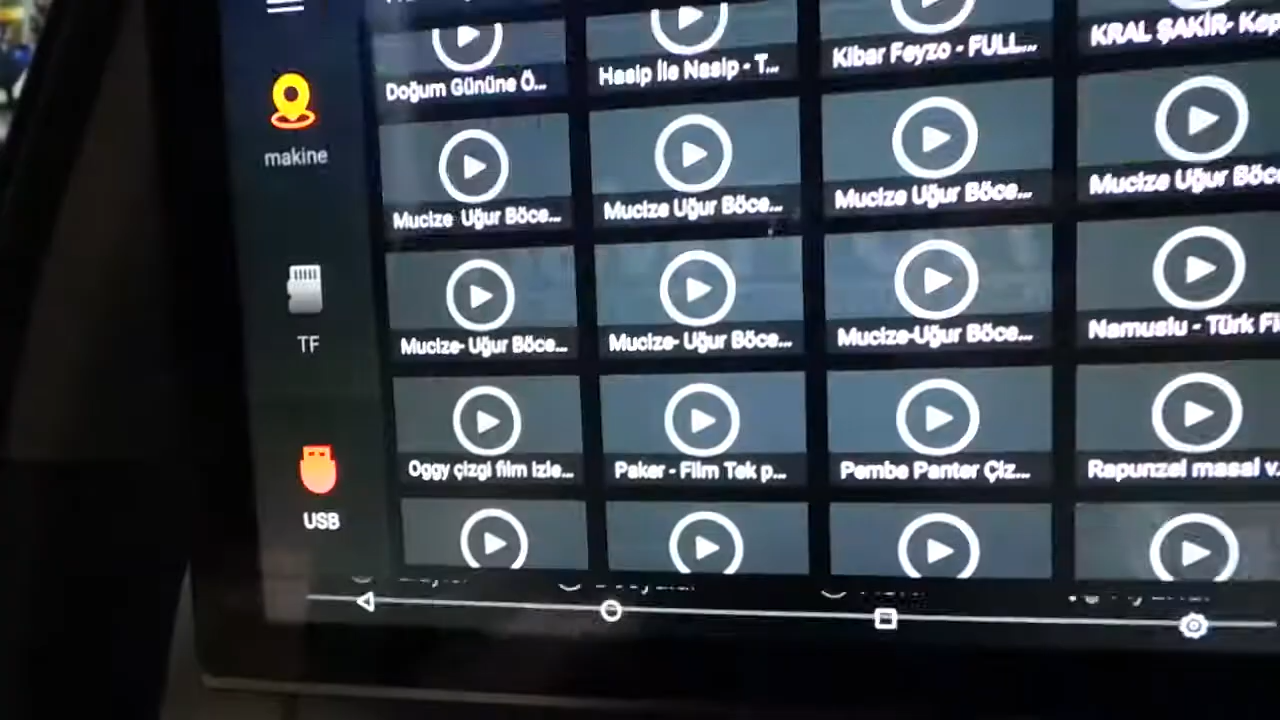 Doğum Gününe Ö...
Hasip İle Nasip - T...
Kibar Feyzo - FULL...
KRAL ŞAKİR- Kap
makine
Mucize Uğur Böce...
Mucize Uğur Böce...
Mucize Uğur Böce...
Mucize Uğur Böc
TF
Mucize- Uğur Böce...
Mucize- Uğur Böce...
Mucize-Uğur Böce...
Namuslu - Türk Fi
USB
Oggy çizgi film izle...
Paker - Film Tek p...
Pembe Panter Çiz...
Rapunzel masal v.